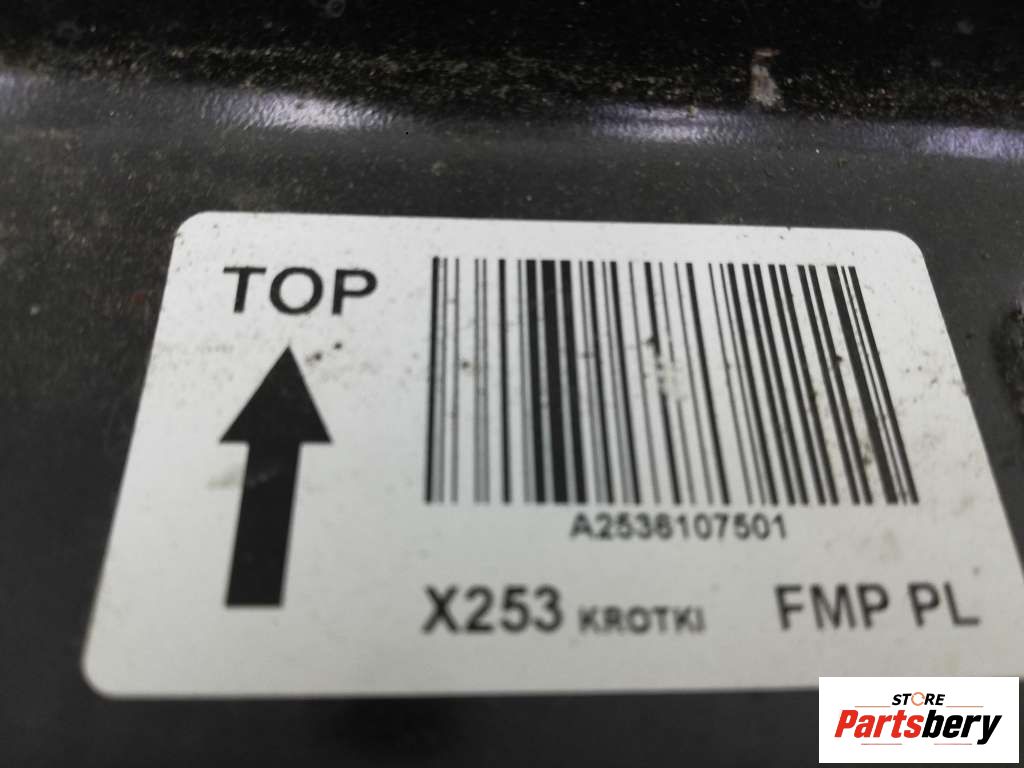 TOP
A2536107501
X253 KROTKI FMP PL
STORE
Partsbery